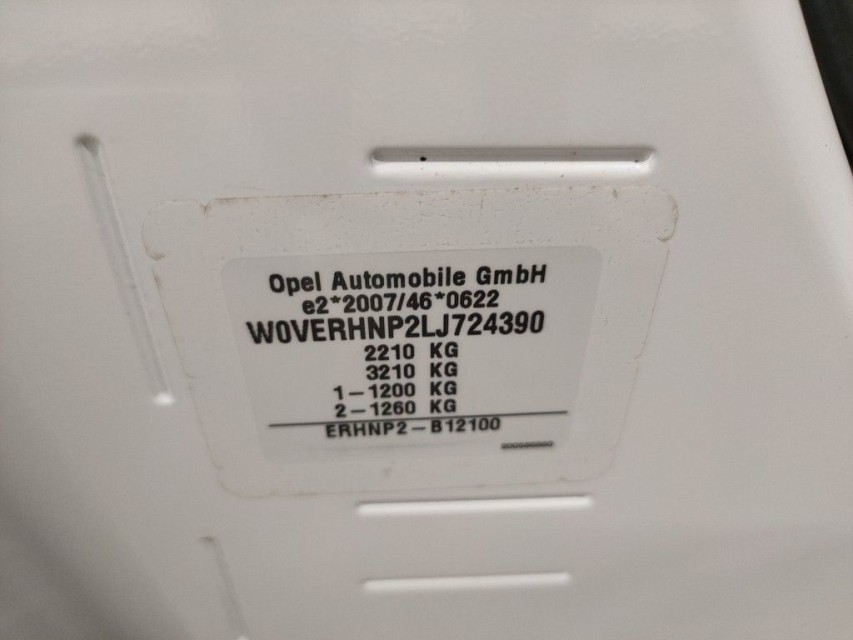 Opel Automobile GmbH
e2*2007/46*0622
W0VERHNP2LJ724390
2210 KG
3210 KG
1-1200 KG
2-1260 KG
ERHNP2-B12100